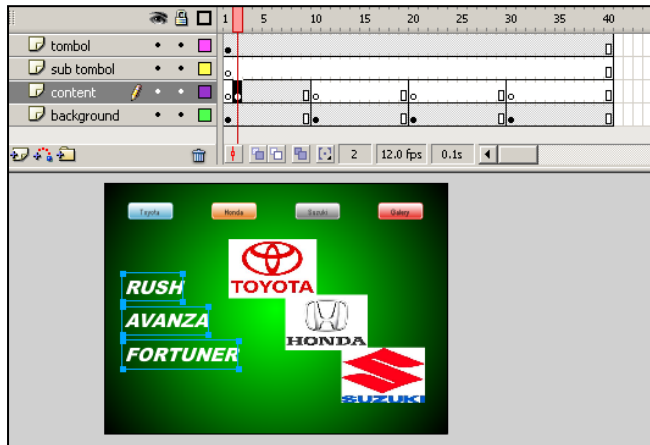 1 5 10 15 20 25 30 35 40
tombol
sub tombol
content
background
2 12.0 fps 0.1s
Toyota Honda Suzuki Galery
TOYOTA
RUSH
AVANZA
HONDA
FORTUNER
SUZUKI